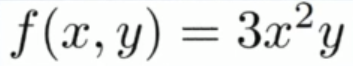 f(x, y) = 3x²y